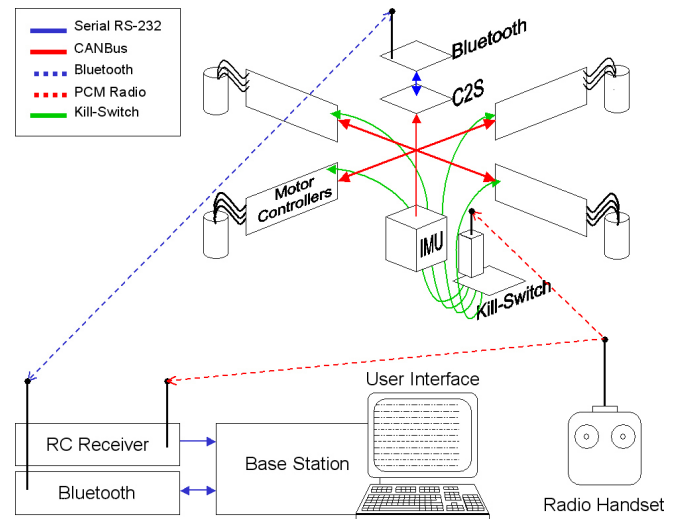 Serial RS-232
CANBus
Bluetooth
PCM Radio
Kill-Switch
Bluetooth
C2S
Motor
Controllers
IMU
Kill-Switch
User Interface
RC Receiver
Base Station
Bluetooth
Radio Handset